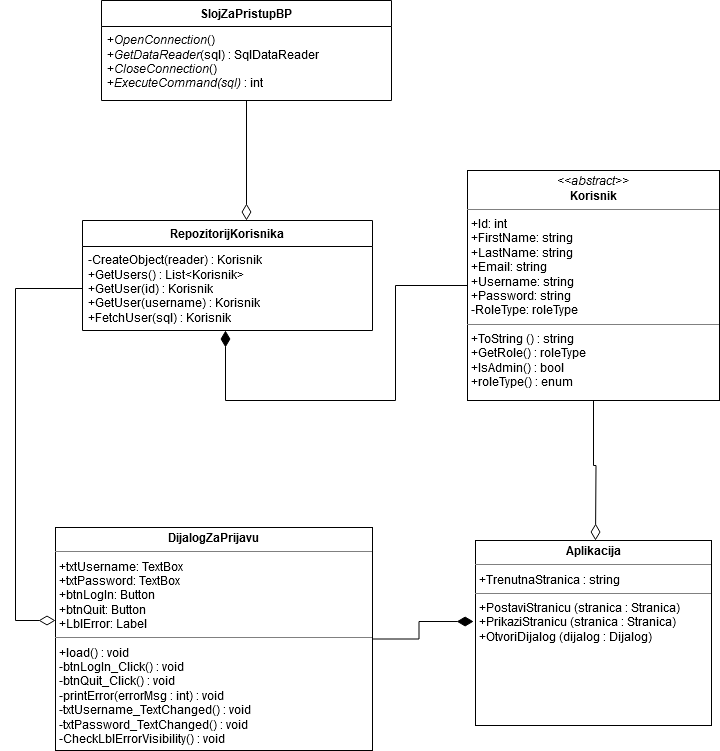 SlojZaPristupBP
+OpenConnection()
+GetDataReader(sql) : SqlDataReader
+CloseConnection()
+ExecuteCommand(sql) : int
<<abstract>>
Korisnik
+Id: int
+FirstName: string
+LastName: string
+Email: string
+Username: string
+Password: string
-RoleType: roleType
+ToString () : string
+GetRole() : roleType
+IsAdmin() : bool
+roleType() : enum
RepozitorijKorisnika
-CreateObject(reader) : Korisnik
+GetUsers() : List<Korisnik>
+GetUser(id) : Korisnik
+GetUser(username) : Korisnik
+FetchUser(sql) : Korisnik
DijalogZaPrijavu
+txtUsername: TextBox
+txtPassword: TextBox
+btnLogIn: Button
+btnQuit: Button
+LblError: Label
+load() : void
-btnLogIn_Click() : void
-btnQuit_Click() : void
-printError(errorMsg : int) : void
-txtUsername_TextChanged() : void
-txtPassword_TextChanged() : void
-CheckLblErrorVisibility() : void
Aplikacija
+TrenutnaStranica : string
+PostaviStranicu (stranica : Stranica)
+PrikaziStranicu (stranica : Stranica)
+OtvoriDijalog (dijalog : Dijalog)